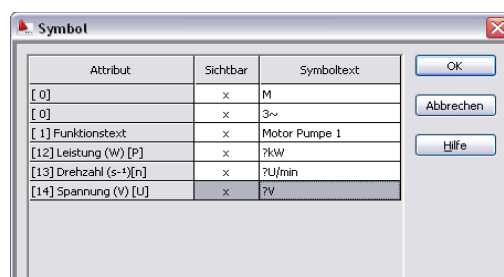 Symbol
Attribut Sichtbar Symboltext
[ 0] x M
[ 0] x 3~
[ 1] Funktionstext x Motor Pumpe 1
[12] Leistung (W) [P] x ?kW
[13] Drehzahl (s-¹)[n] x ?U/min
[14] Spannung (V) [U] x ?V
OK
Abbrechen
Hilfe